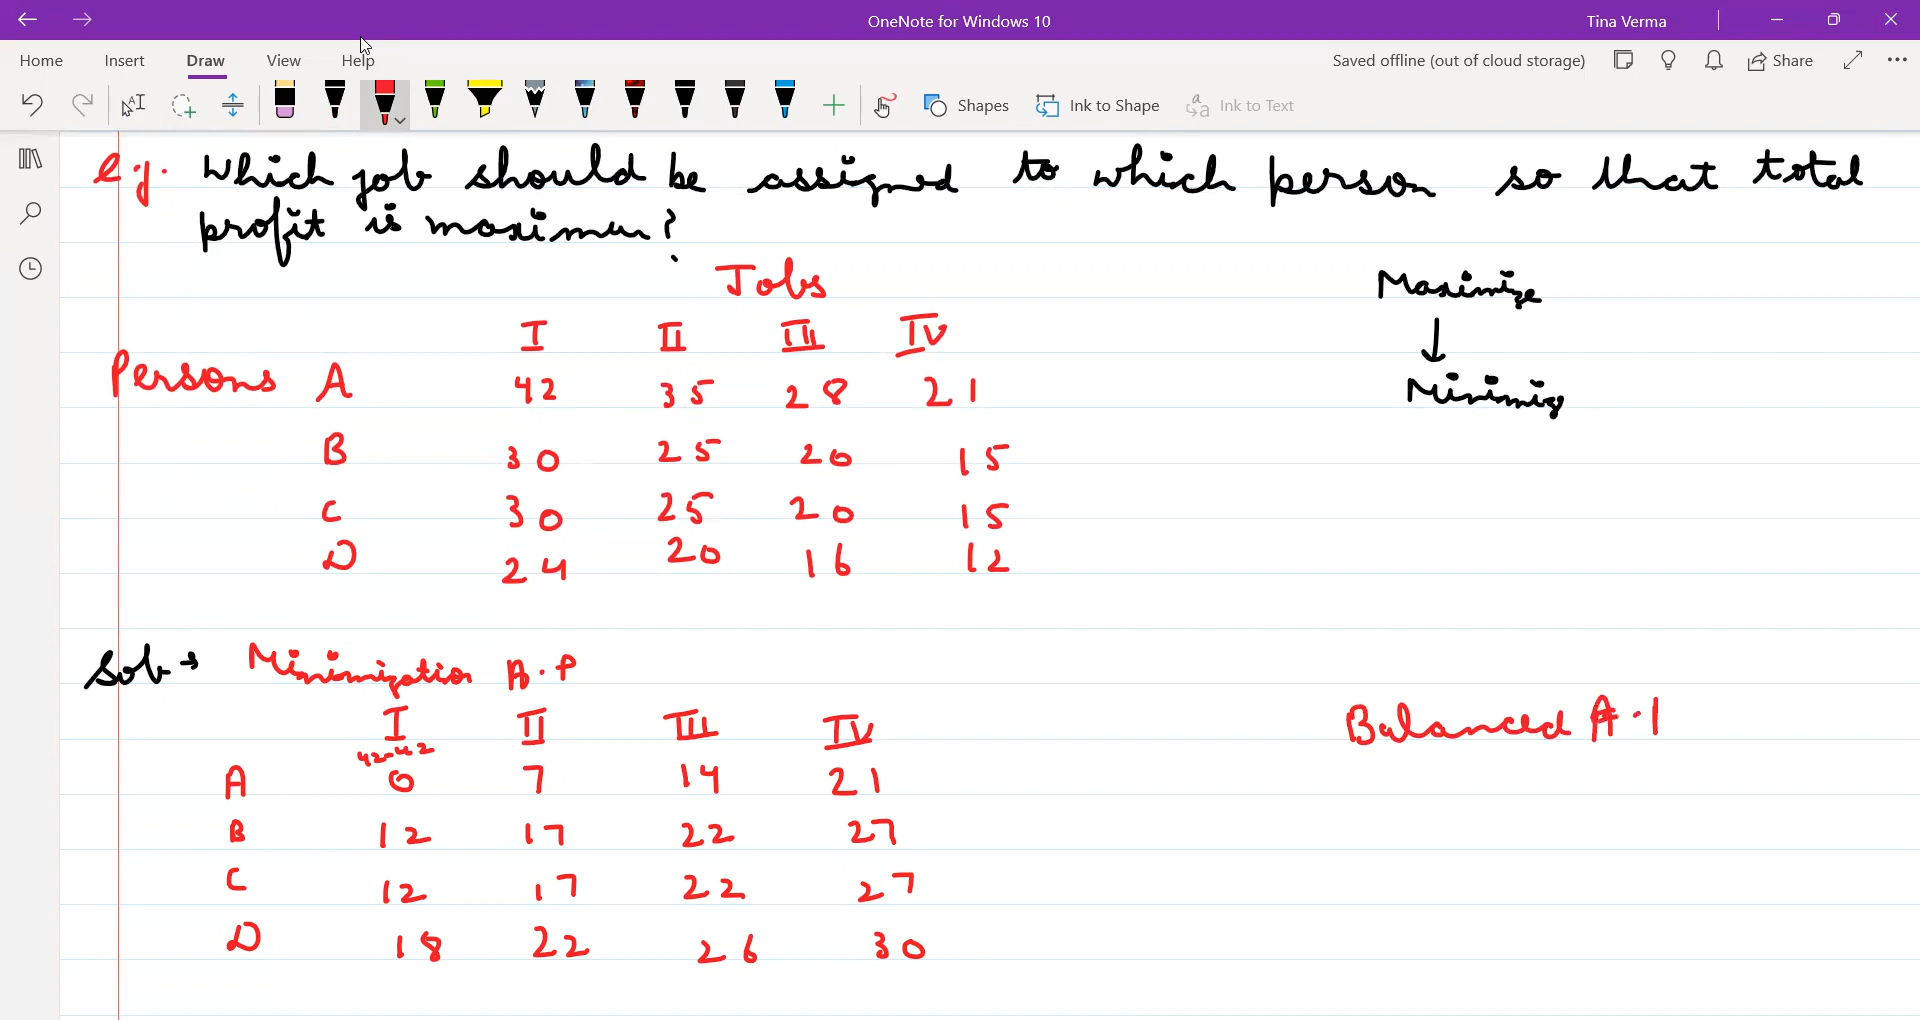 OneNote for Windows 10
Tina Verma
Home Insert Draw View Help
Saved offline (out of cloud storage) Share
Shapes Ink to Shape Ink to Text
eg. Which job should be assigned to which person so that total
profit is maximum?
Jobs
I II III IV
Persons A 42 35 28 21
B 30 25 20 15
C 30 25 20 15
D 24 20 16 12
Maximize
↓
Minimize
Sol → Minimization A.P
I II III IV
42-42
A 0 7 14 21
B 12 17 22 27
C 12 17 22 27
D 18 22 26 30
Balanced A.